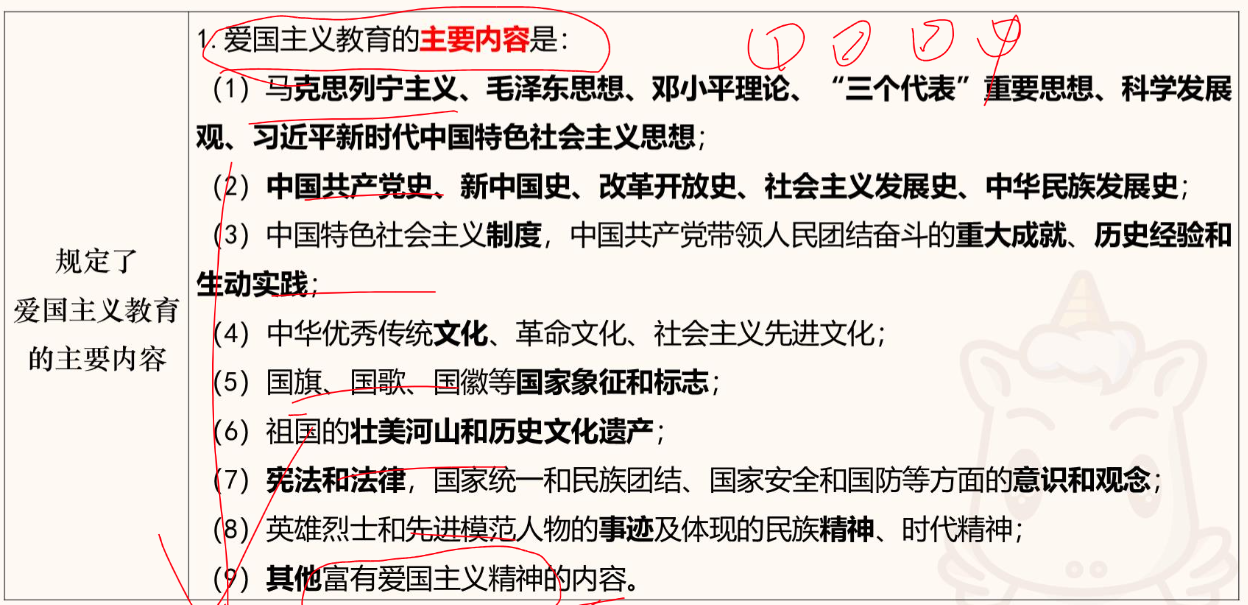 规定了
爱国主义教育
的主要内容
1. 爱国主义教育的主要内容是：
（1）马克思列宁主义、毛泽东思想、邓小平理论、“三个代表”重要思想、科学发展
观、习近平新时代中国特色社会主义思想；
（2）中国共产党史、新中国史、改革开放史、社会主义发展史、中华民族发展史；
（3）中国特色社会主义制度，中国共产党带领人民团结奋斗的重大成就、历史经验和
生动实践；
（4）中华优秀传统文化、革命文化、社会主义先进文化；
（5）国旗、国歌、国徽等国家象征和标志；
（6）祖国的壮美河山和历史文化遗产；
（7）宪法和法律，国家统一和民族团结、国家安全和国防等方面的意识和观念；
（8）英雄烈士和先进模范人物的事迹及体现的民族精神、时代精神；
（9）其他富有爱国主义精神的内容。